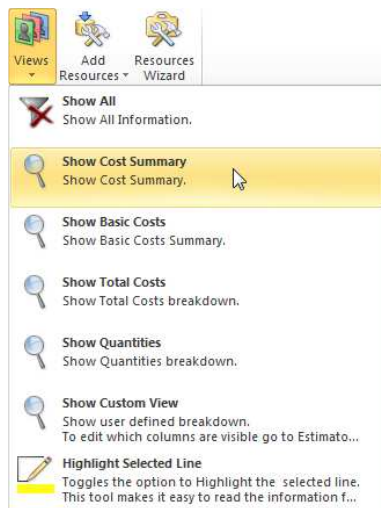 Views Add Resources Resources Wizard
Show All
Show All Information.
Show Cost Summary
Show Cost Summary.
Show Basic Costs
Show Basic Costs Summary.
Show Total Costs
Show Total Costs breakdown.
Show Quantities
Show Quantities breakdown.
Show Custom View
Show user defined breakdown.
To edit which columns are visible go to Estimato...
Highlight Selected Line
Toggles the option to Highlight the selected line.
This tool makes it easy to read the information f...